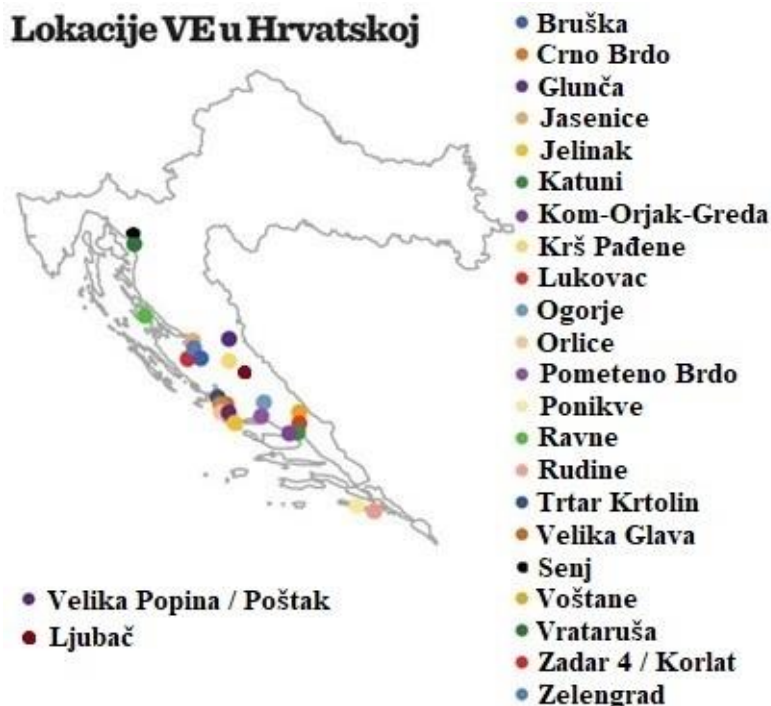 Lokacije VE u Hrvatskoj
Bruška
Crno Brdo
Glunča
Jasenice
Jelinak
Katuni
Kom-Orjak-Greda
Krš Pađene
Lukovac
Ogorje
Orlice
Pometeno Brdo
Ponikve
Ravne
Rudine
Trtar Krtolin
Velika Glava
Senj
Voštane
Vrataruša
Zadar 4 / Korlat
Zelengrad
Velika Popina / Poštak
Ljubač